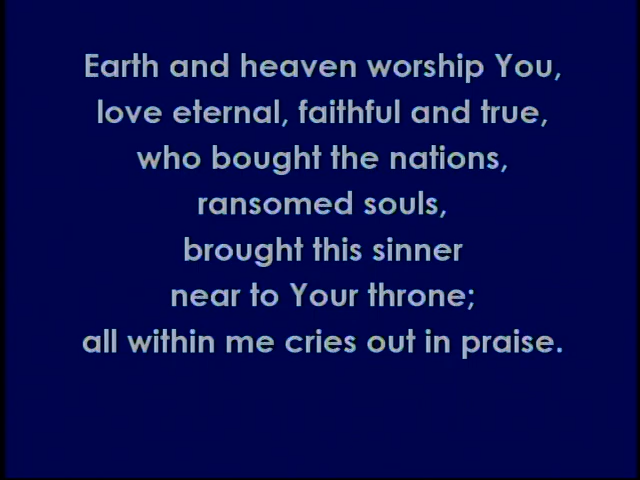 Earth and heaven worship You,
love eternal, faithful and true,
who bought the nations,
ransomed souls,
brought this sinner
near to Your throne;
all within me cries out in praise.